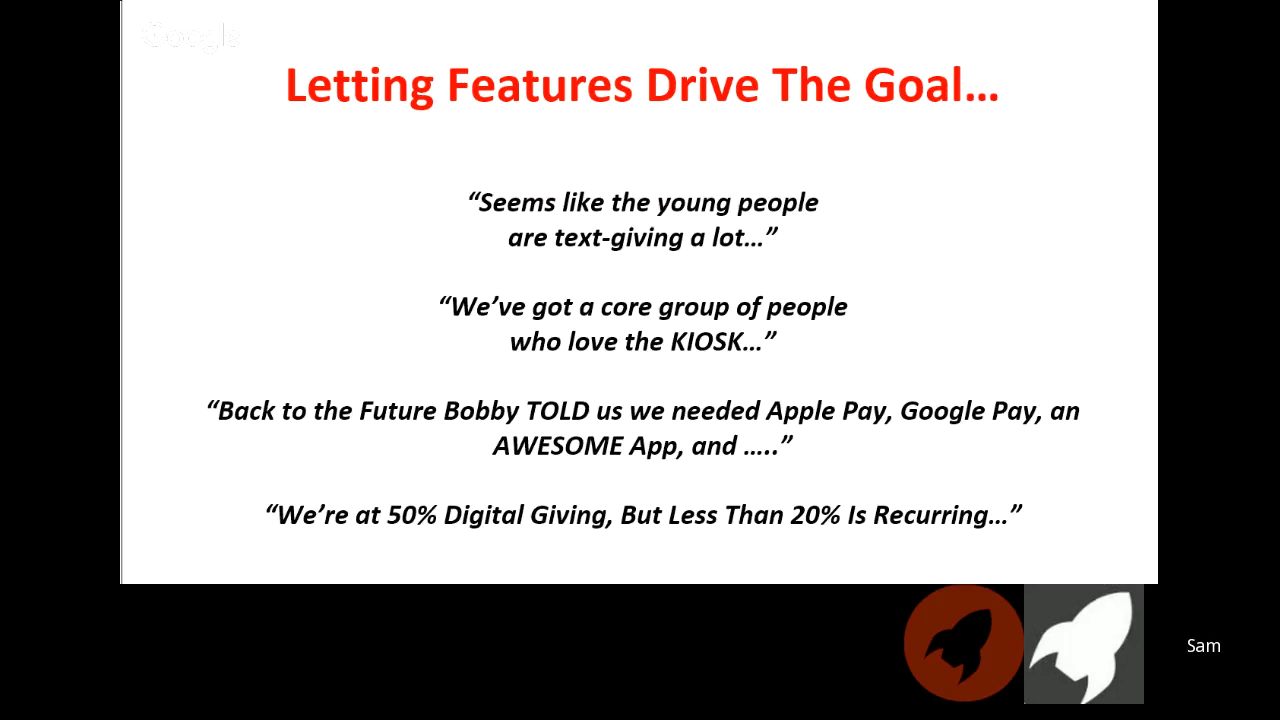 Google
Letting Features Drive The Goal…
“Seems like the young people
are text-giving a lot…”
“We’ve got a core group of people
who love the KIOSK…”
“Back to the Future Bobby TOLD us we needed Apple Pay, Google Pay, an
AWESOME App, and …..”
“We’re at 50% Digital Giving, But Less Than 20% Is Recurring…”
Sam